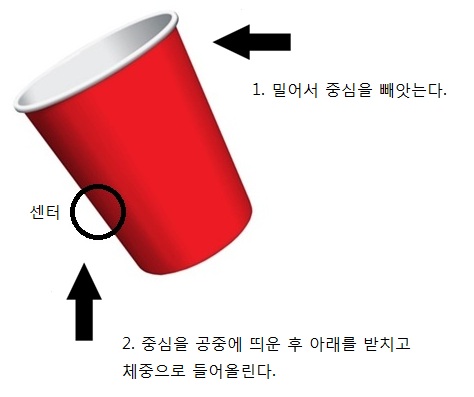 1. 밀어서 중심을 빼앗는다.
센터
2. 중심을 공중에 띄운 후 아래를 받치고
체중으로 들어올린다.